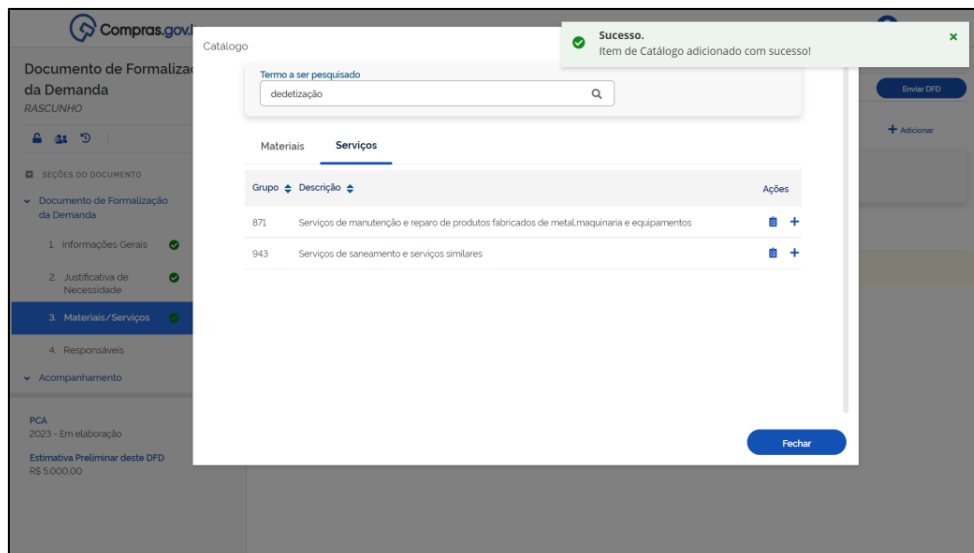 Compras.gov.b
Documento de Formaliza
da Demanda
RASCUNHO
SEÇÕES DO DOCUMENTO
Documento de Formalização
da Demanda
1. Informações Gerais
2. Justificativa de
Necessidade
3. Materiais/Serviços
4. Responsáveis
Acompanhamento
PCA
2023 - Em elaboração
Estimativa Preliminar deste DFD
R$ 5.000,00
Catálogo
Termo a ser pesquisado
dedetização
Materiais Serviços
Grupo Descrição Ações
871 Serviços de manutenção e reparo de produtos fabricados de metal,maquinaria e equipamentos
943 Serviços de saneamento e serviços similares
Fechar
Sucesso.
Item de Catálogo adicionado com sucesso!
Enviar DFD
Adicionar